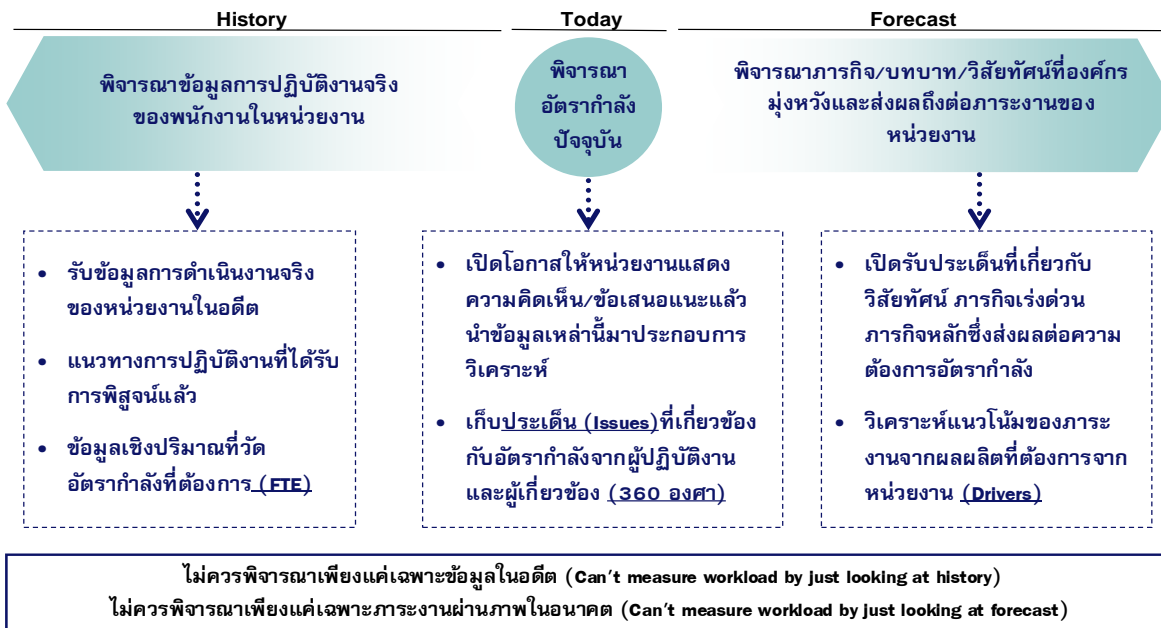 History
Today
Forecast
พิจารณาข้อมูลการปฏิบัติงานจริง
ของพนักงานในหน่วยงาน
พิจารณา
อัตรากำลัง
ปัจจุบัน
พิจารณาภารกิจ/บทบาท/วิสัยทัศน์ที่องค์กร
มุ่งหวังและส่งผลถึงต่อภาระงานของ
หน่วยงาน
• รับข้อมูลการดำเนินงานจริง
ของหน่วยงานในอดีต
• แนวทางการปฏิบัติงานที่ได้รับ
การพิสูจน์แล้ว
• ข้อมูลเชิงปริมาณที่วัด
อัตรากำลังที่ต้องการ (FTE)
• เปิดโอกาสให้หน่วยงานแสดง
ความคิดเห็น/ข้อเสนอแนะแล้ว
นำข้อมูลเหล่านี้มาประกอบการ
วิเคราะห์
• เก็บประเด็น (Issues)ที่เกี่ยวข้อง
กับอัตรากำลังจากผู้ปฏิบัติงาน
และผู้เกี่ยวข้อง (360 องศา)
• เปิดรับประเด็นที่เกี่ยวกับ
วิสัยทัศน์ ภารกิจเร่งด่วน
ภารกิจหลักซึ่งส่งผลต่อความ
ต้องการอัตรากำลัง
• วิเคราะห์แนวโน้มของภาระ
งานจากผลผลิตที่ต้องการจาก
หน่วยงาน (Drivers)
ไม่ควรพิจารณาเพียงแค่เฉพาะข้อมูลในอดีต (Can't measure workload by just looking at history)
ไม่ควรพิจารณาเพียงแค่เฉพาะภาระงานผ่านภาพในอนาคต (Can't measure workload by just looking at forecast)